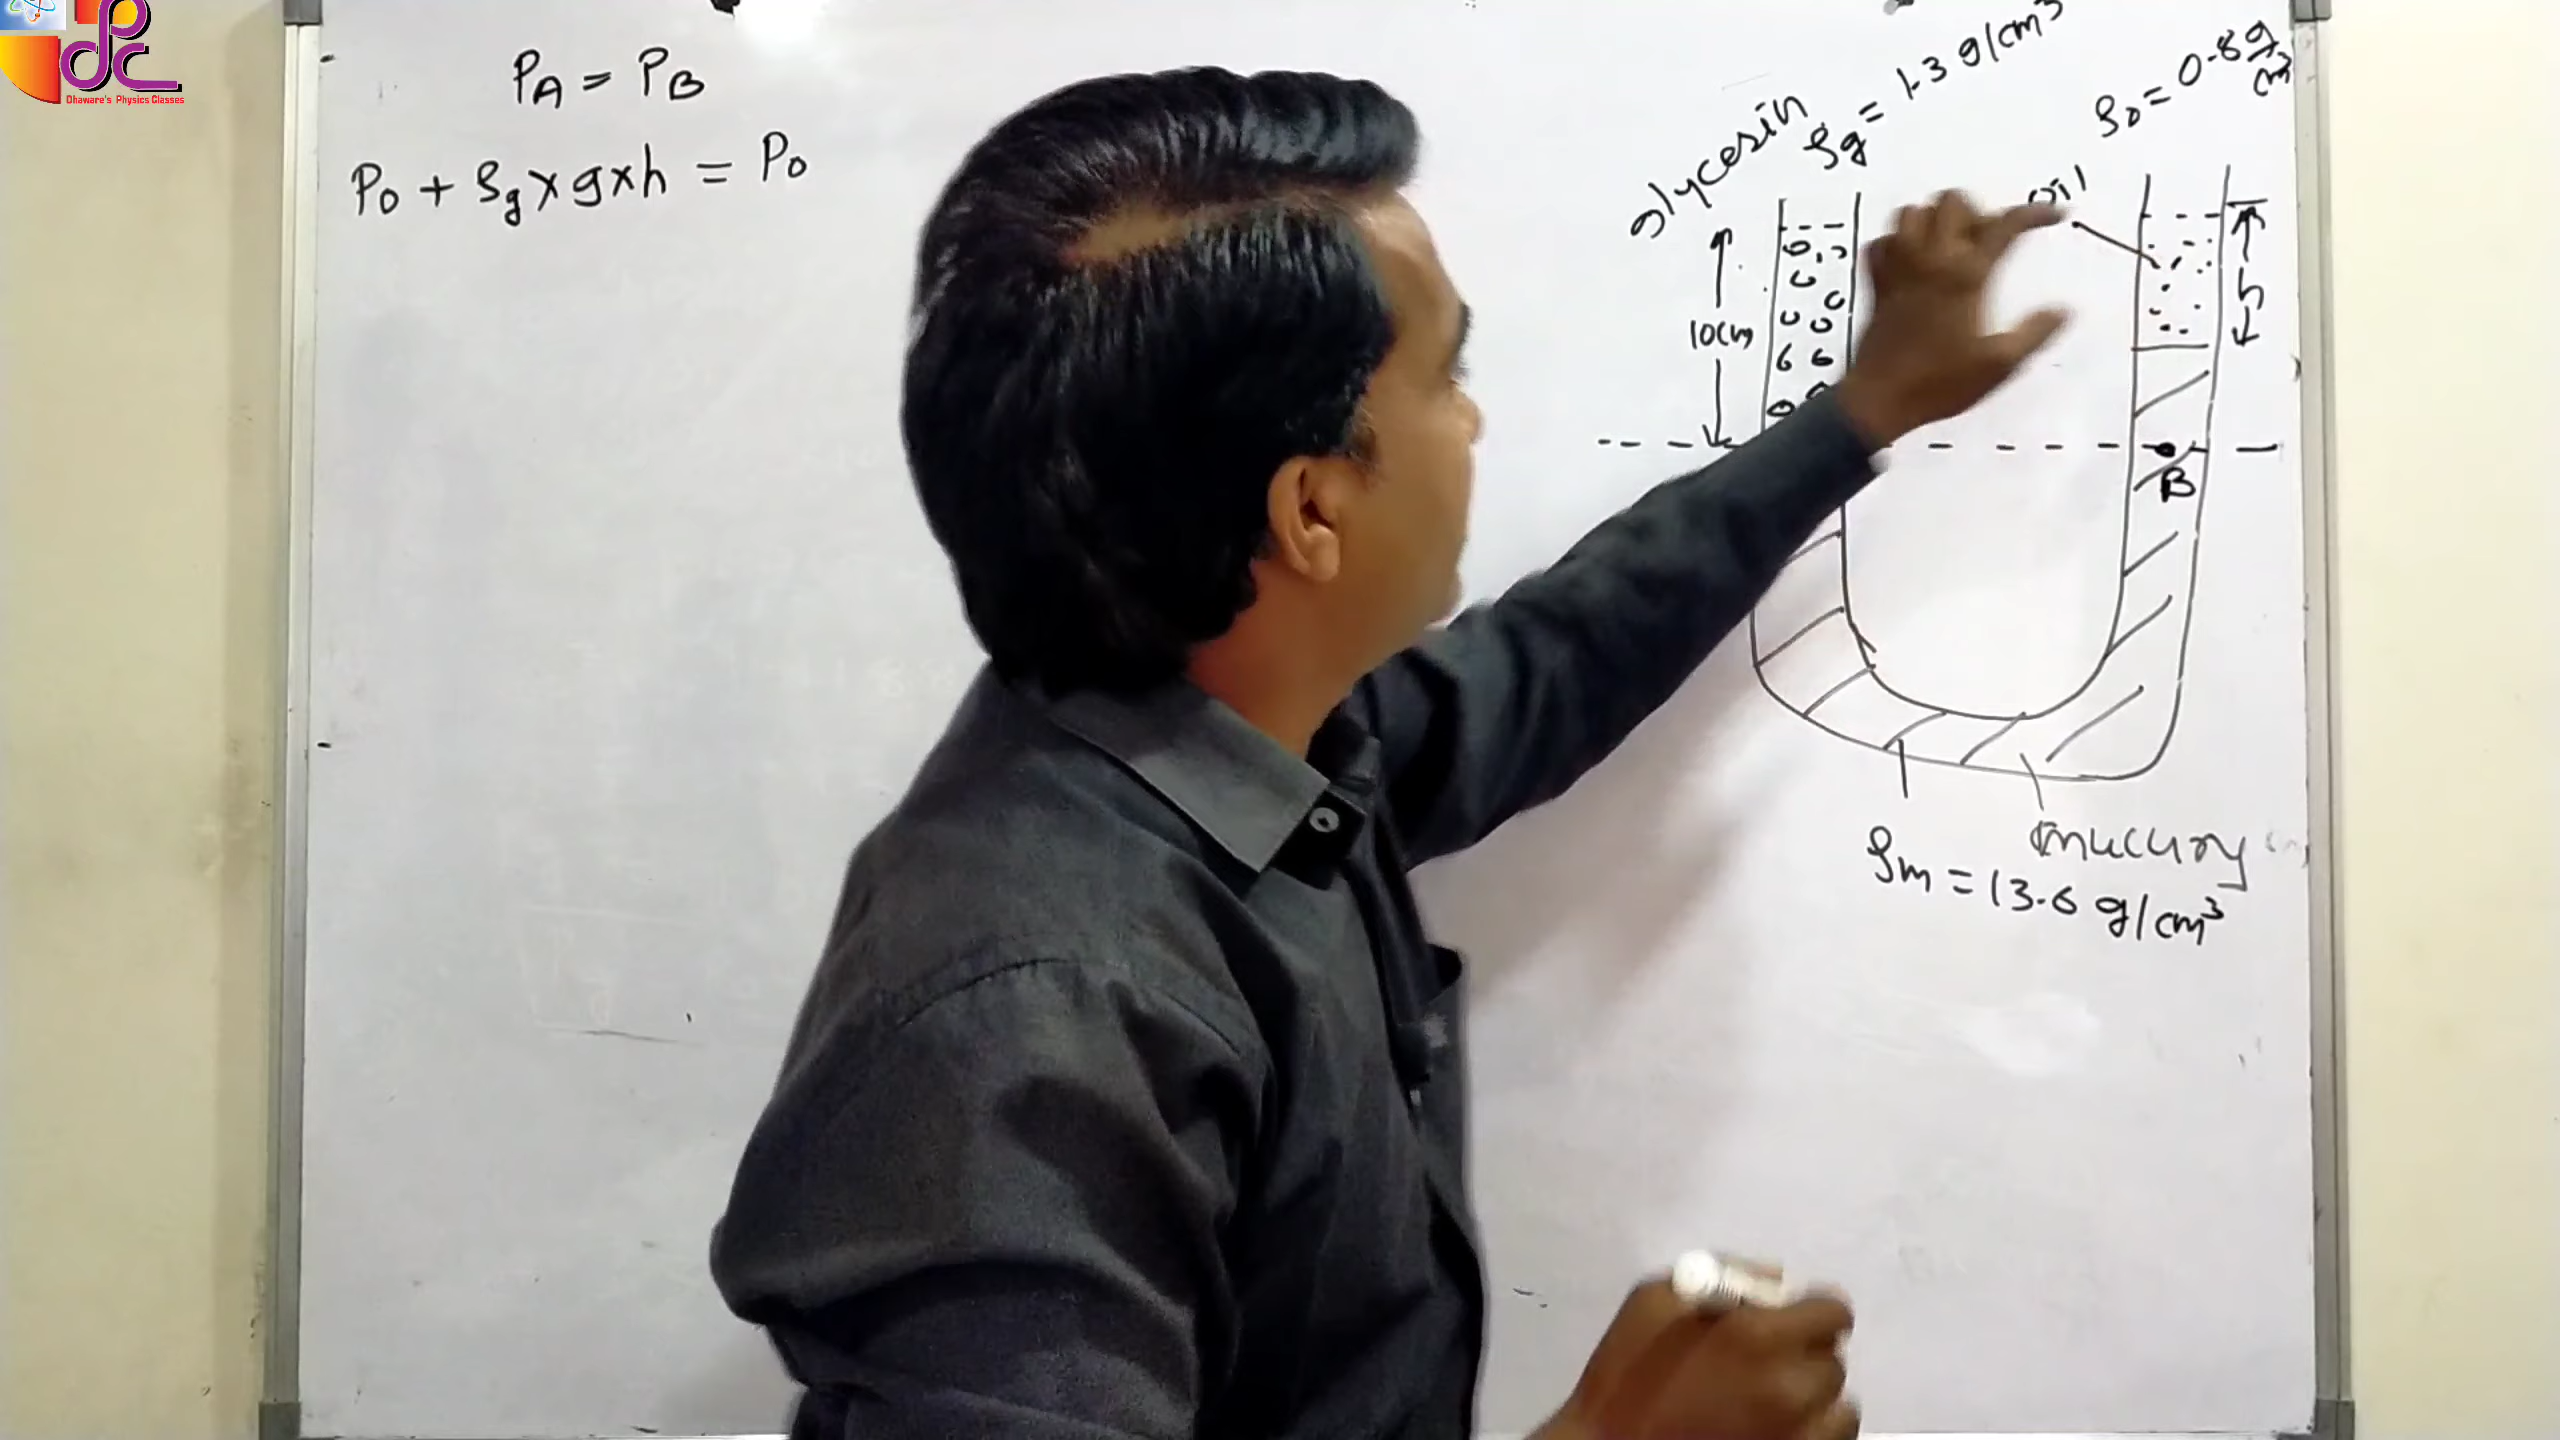 dpc
Dhaware's Physics Classes
PA = PB
P0 + ρg × g × h = P0
glycerin
ρg = 1.3 g/cm³
ρo = 0.8 g/cm³
oil
10cm
h
B
mercury
ρm = 13.6 g/cm³